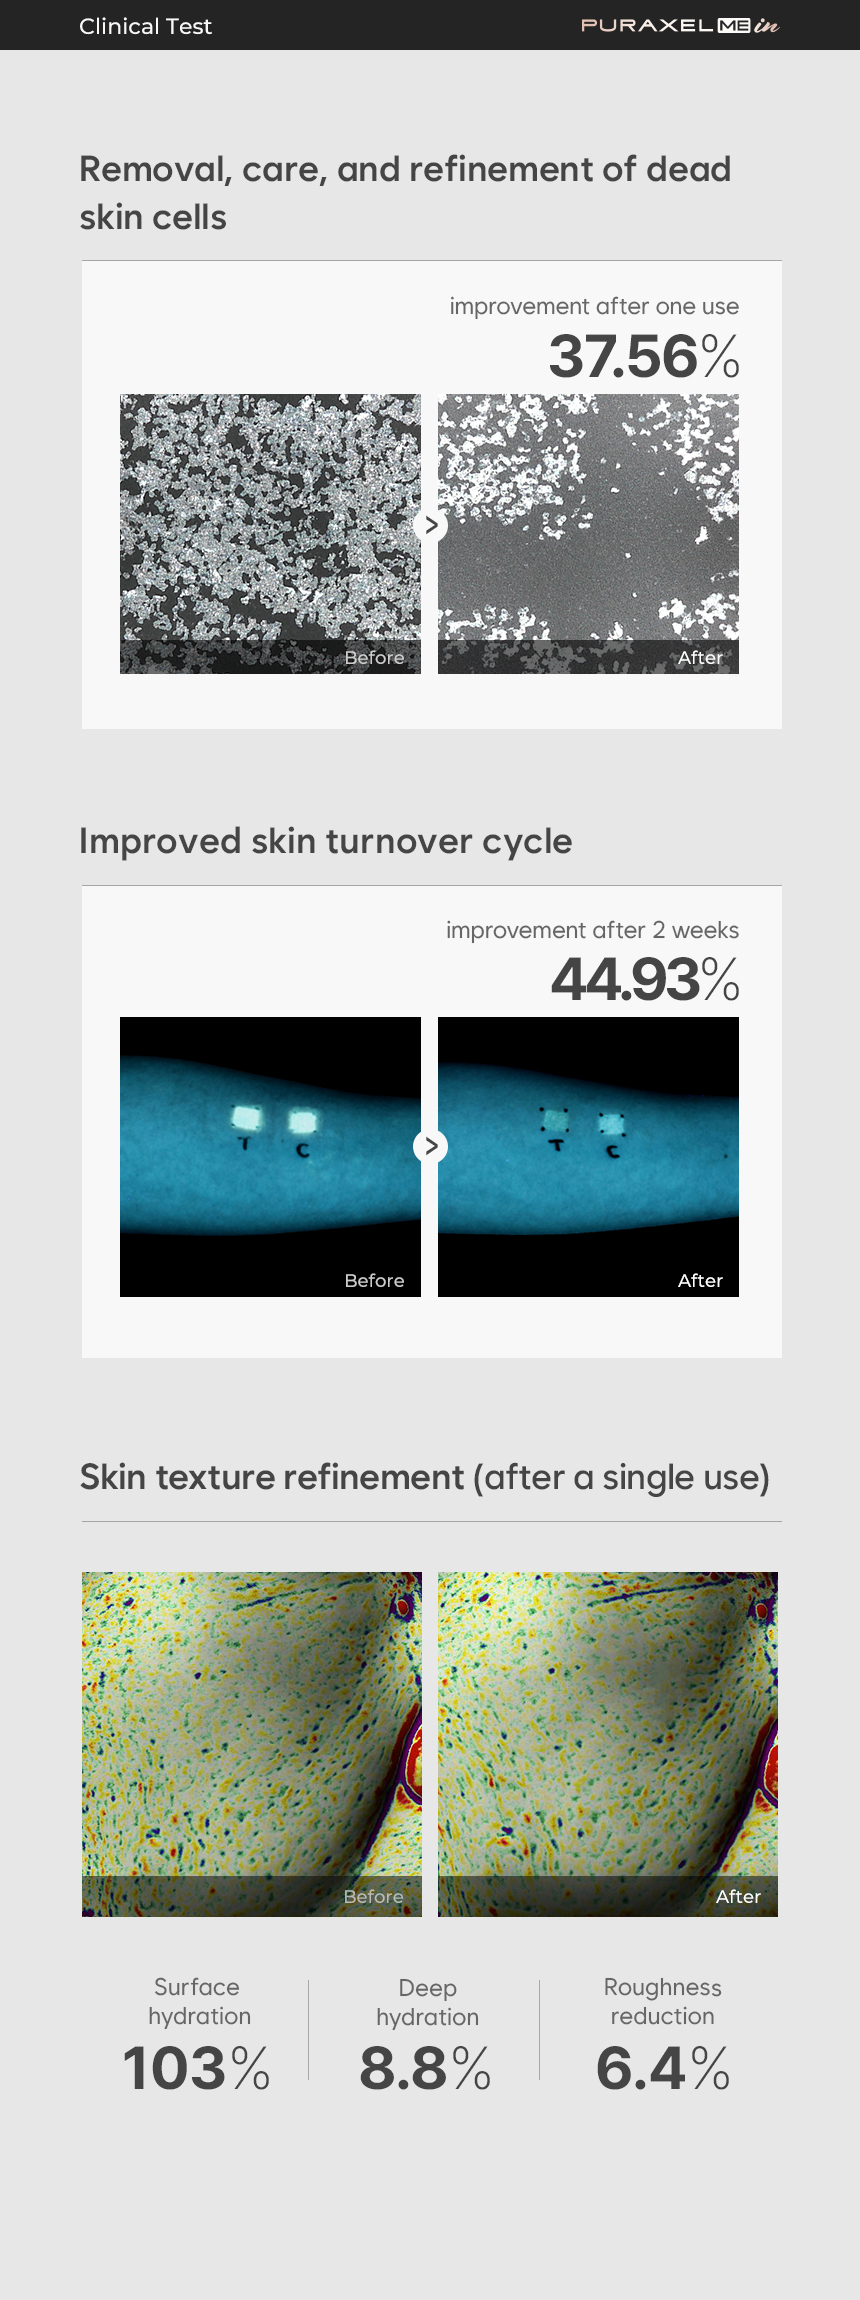 Clinical Test
PURAXEL ME in
Removal, care, and refinement of dead
skin cells
improvement after one use
37.56%
>
Before
After
Improved skin turnover cycle
improvement after 2 weeks
44.93%
T
C
>
T
C
Before
After
Skin texture refinement (after a single use)
Before
After
Surface
hydration
103%
Deep
hydration
8.8%
Roughness
reduction
6.4%